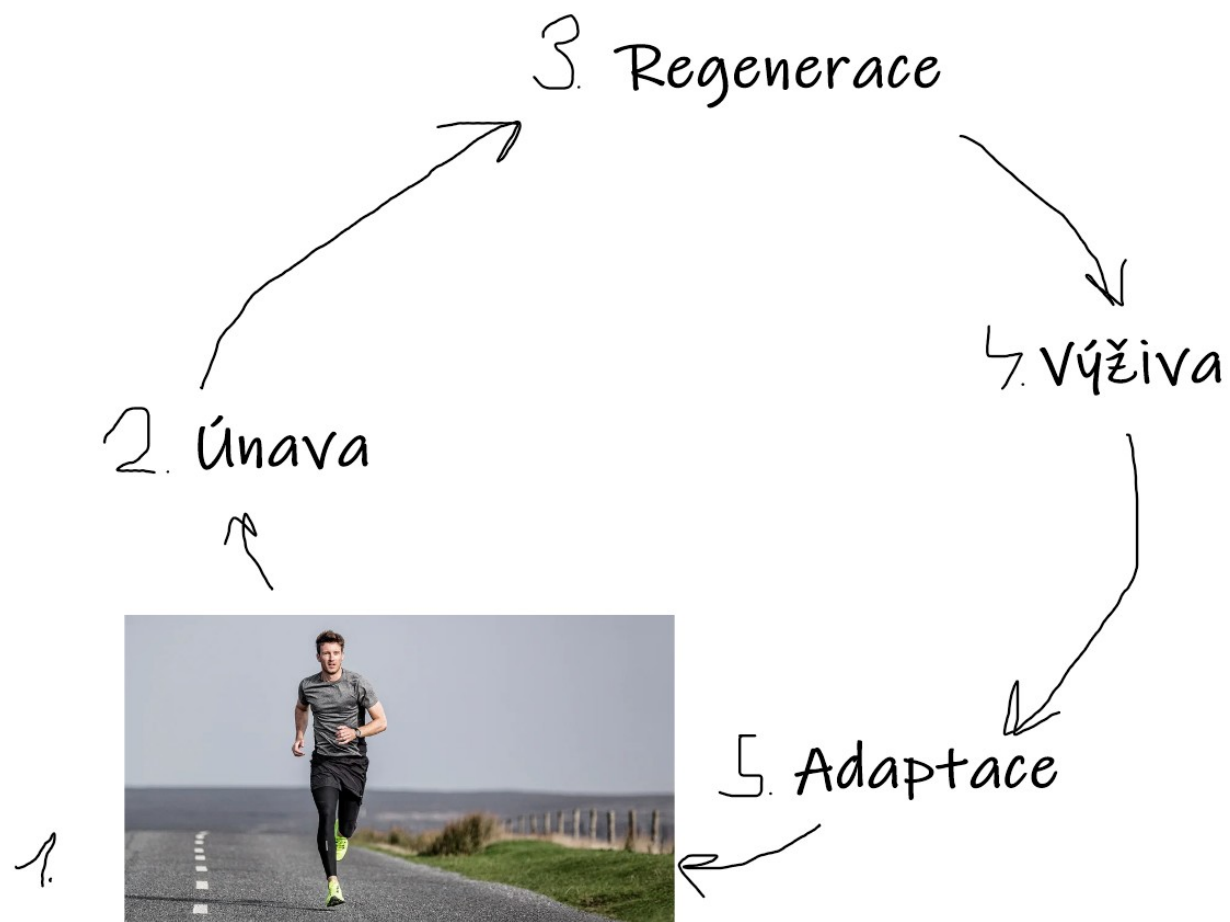 3. Regenerace
4. Výživa
2. Únava
5. Adaptace
1.